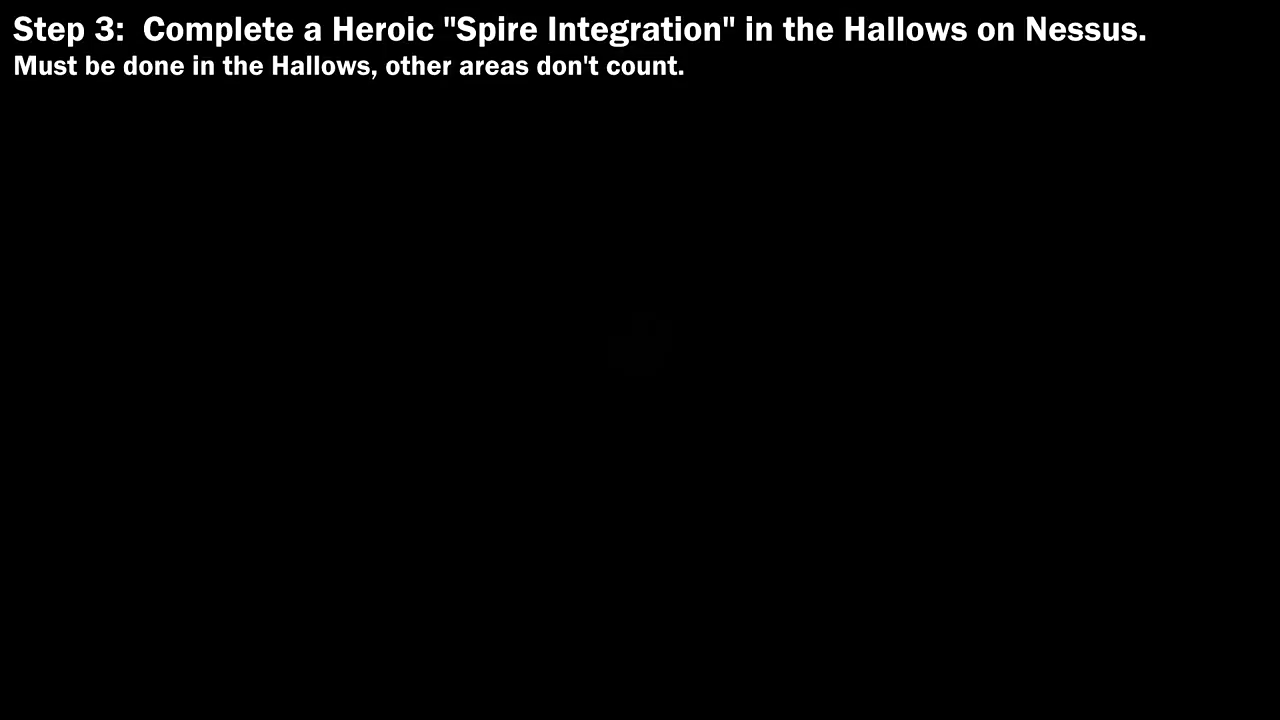 Step 3:  Complete a Heroic "Spire Integration" in the Hallows on Nessus.
Must be done in the Hallows, other areas don't count.